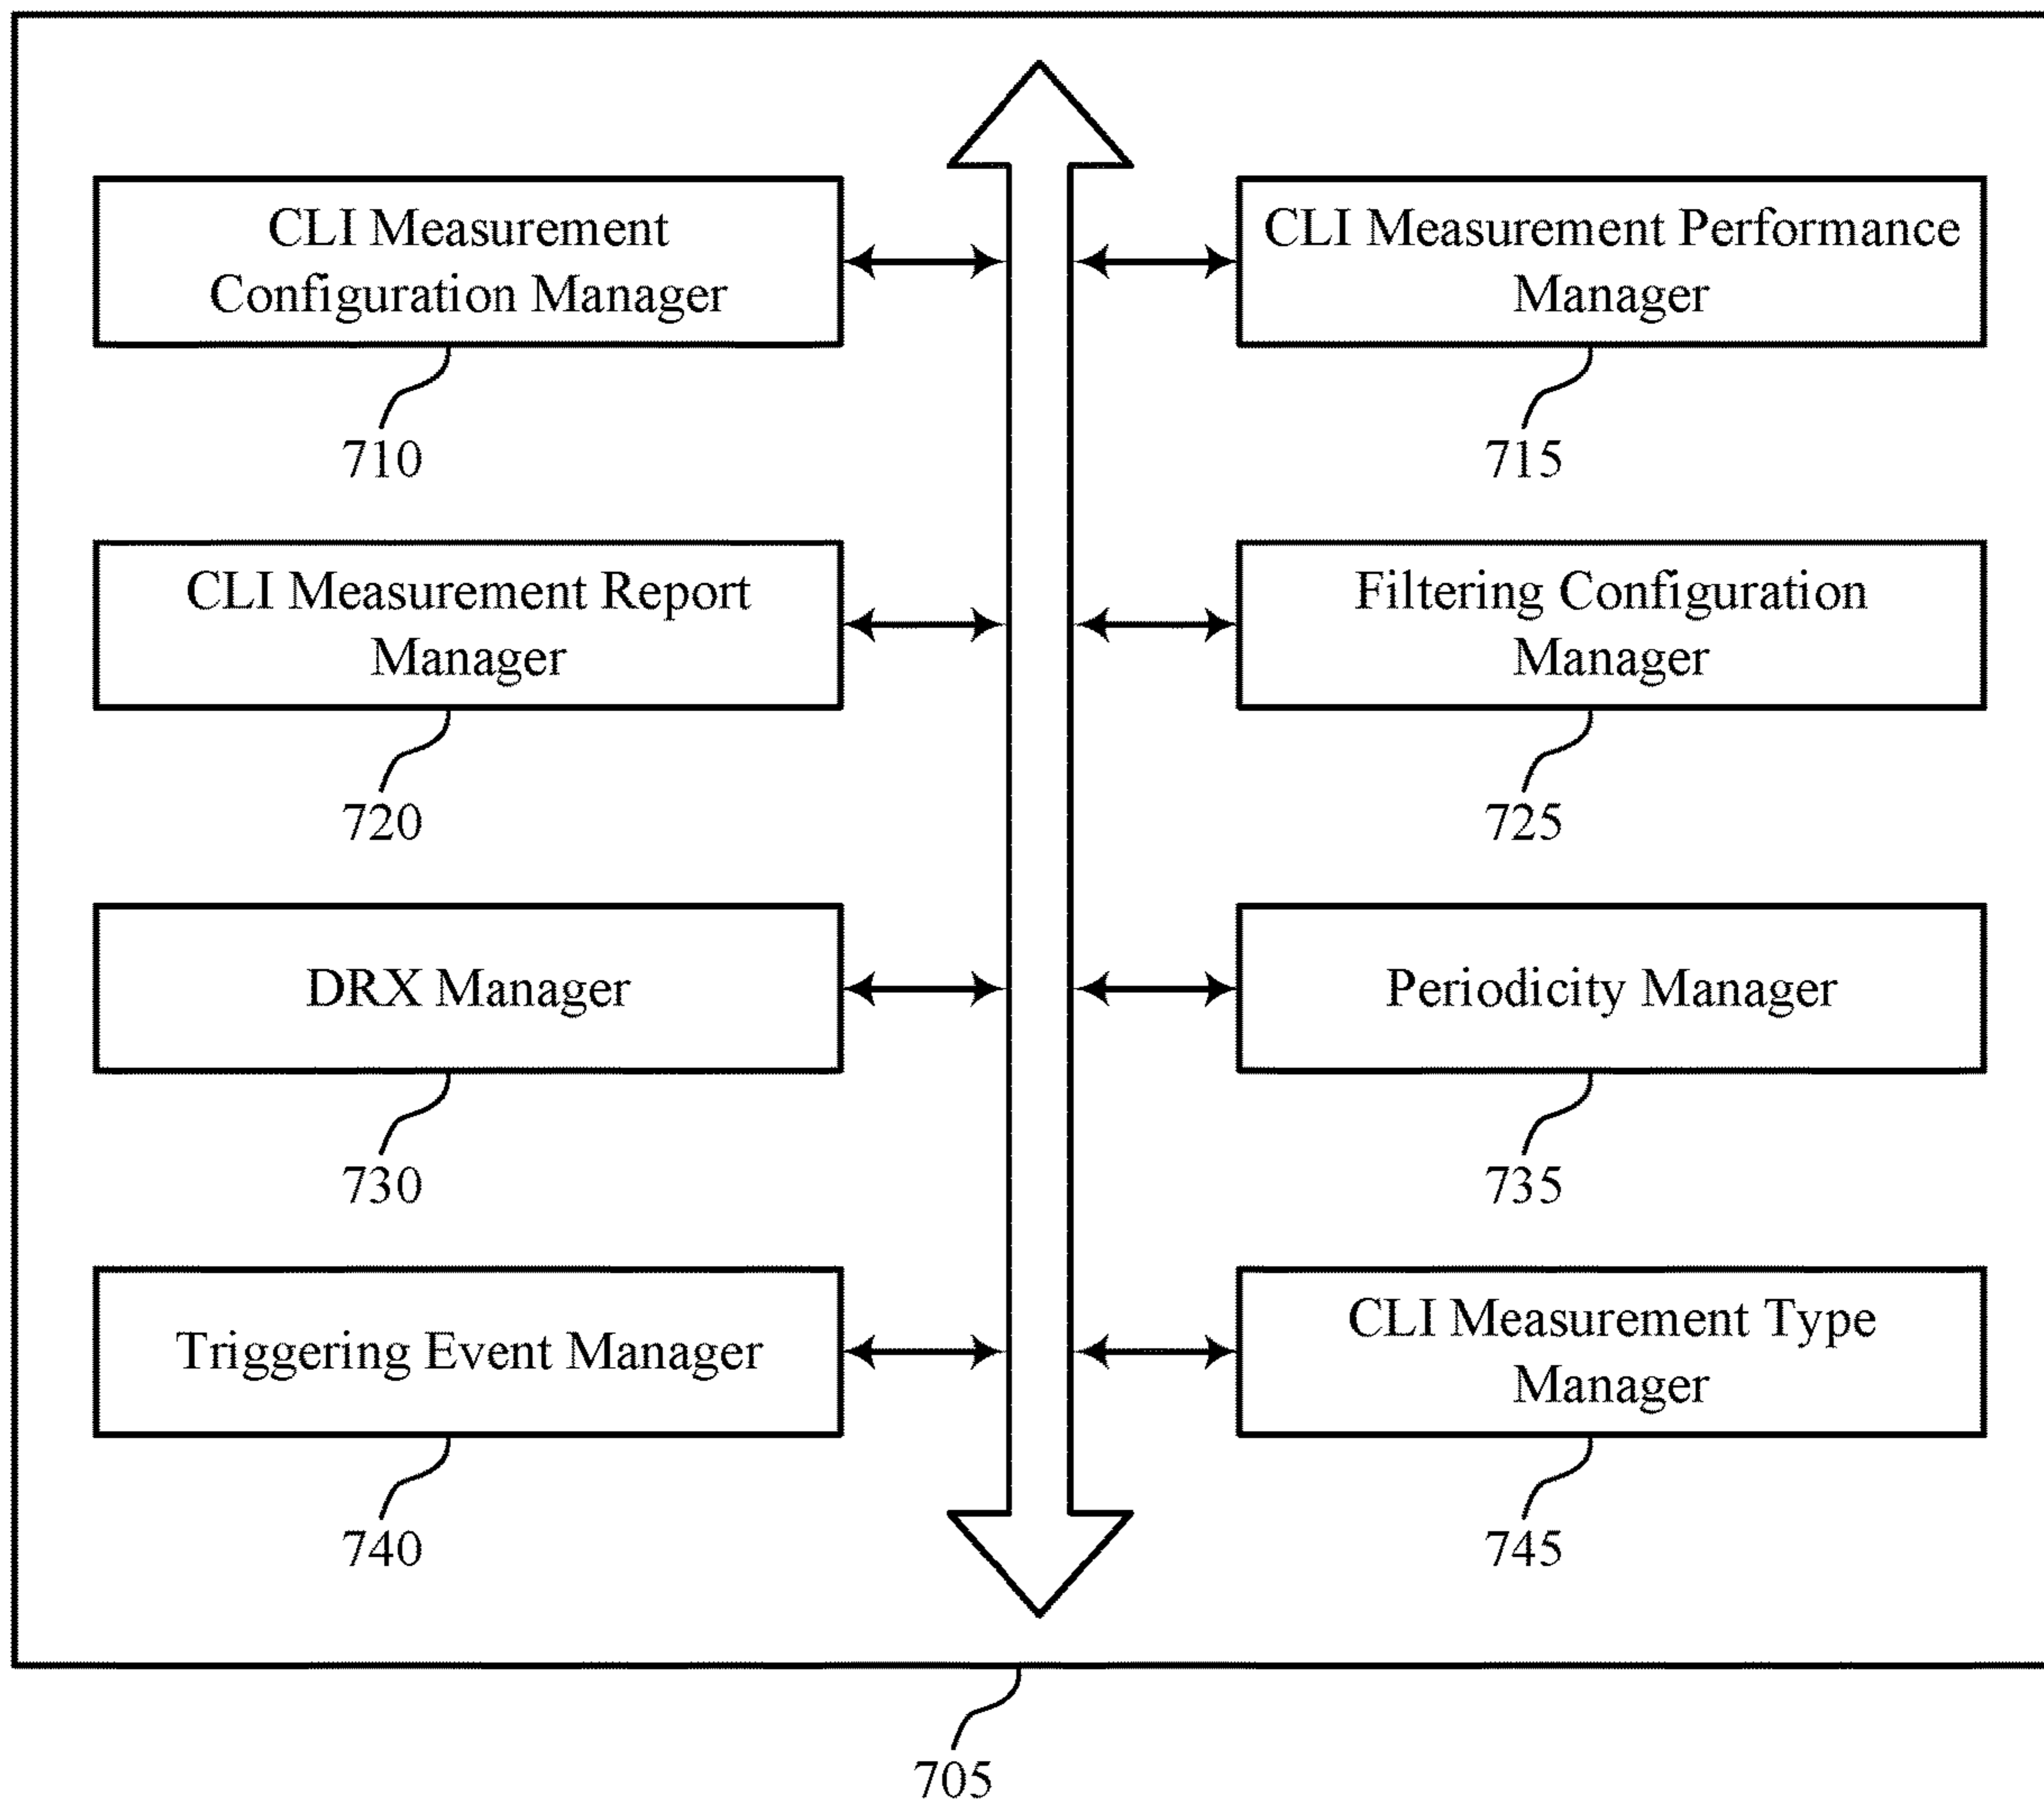 CLI Measurement
Configuration Manager
710
CLI Measurement Performance
Manager
715
CLI Measurement Report
Manager
720
Filtering Configuration
Manager
725
DRX Manager
730
Periodicity Manager
735
Triggering Event Manager
740
CLI Measurement Type
Manager
745
705